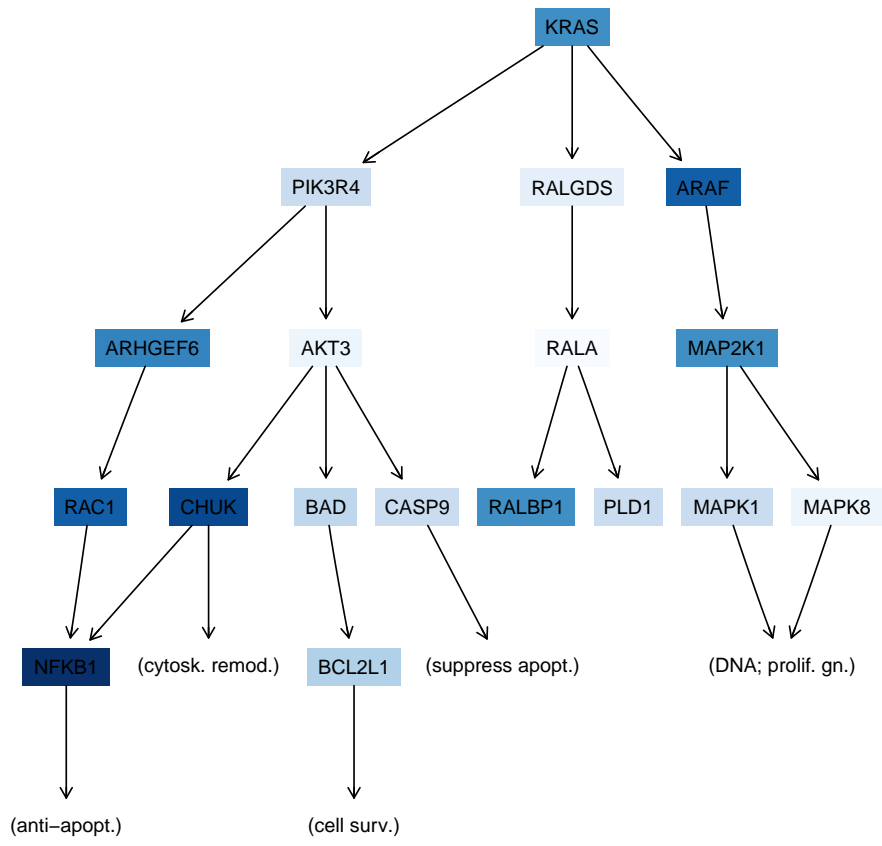 KRAS
PIK3R4
RALGDS
ARAF
ARHGEF6
AKT3
RALA
MAP2K1
RAC1
CHUK
BAD
CASP9
RALBP1
PLD1
MAPK1
MAPK8
NFKB1
(cytosk. remod.)
BCL2L1
(suppress apopt.)
(DNA; prolif. gn.)
(anti−apopt.)
(cell surv.)